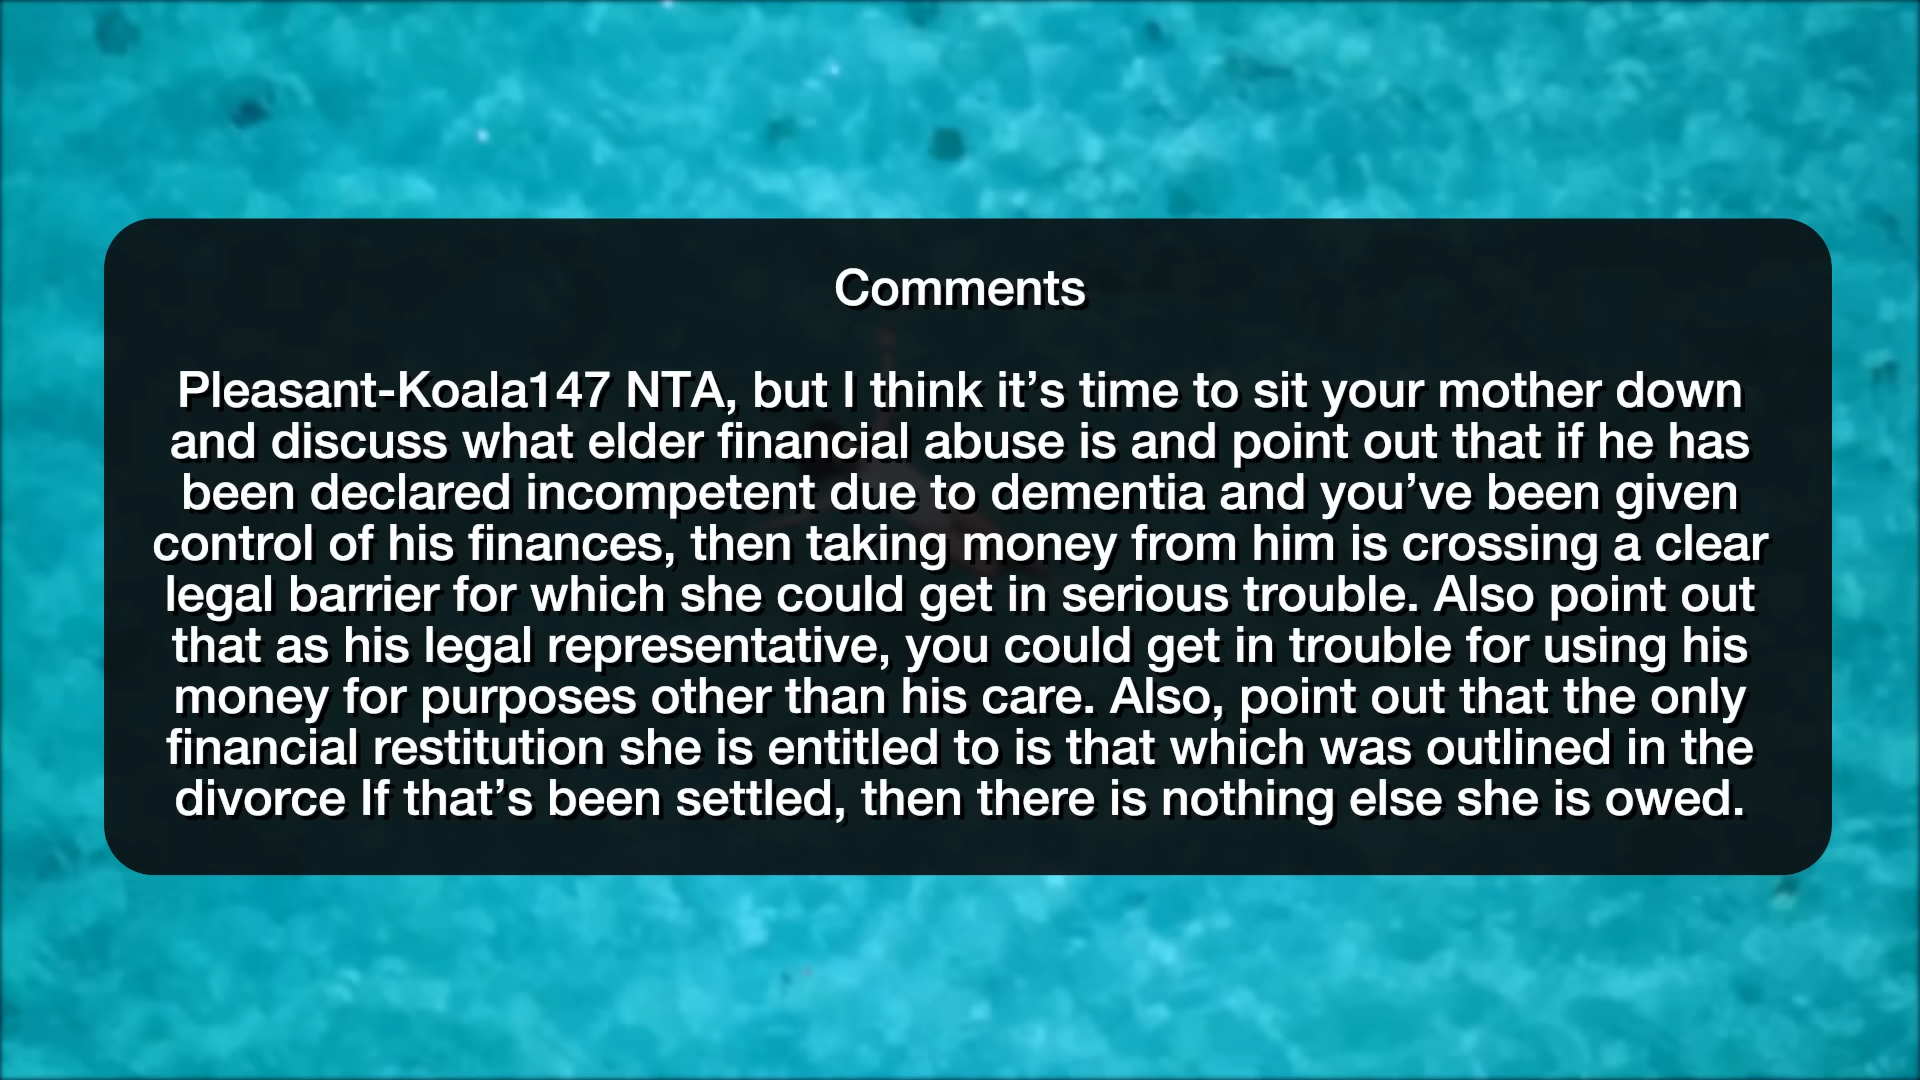 Comments
Pleasant-Koala147 NTA, but I think it’s time to sit your mother down
and discuss what elder financial abuse is and point out that if he has
been declared incompetent due to dementia and you’ve been given
control of his finances, then taking money from him is crossing a clear
legal barrier for which she could get in serious trouble. Also point out
that as his legal representative, you could get in trouble for using his
money for purposes other than his care. Also, point out that the only
financial restitution she is entitled to is that which was outlined in the
divorce If that’s been settled, then there is nothing else she is owed.